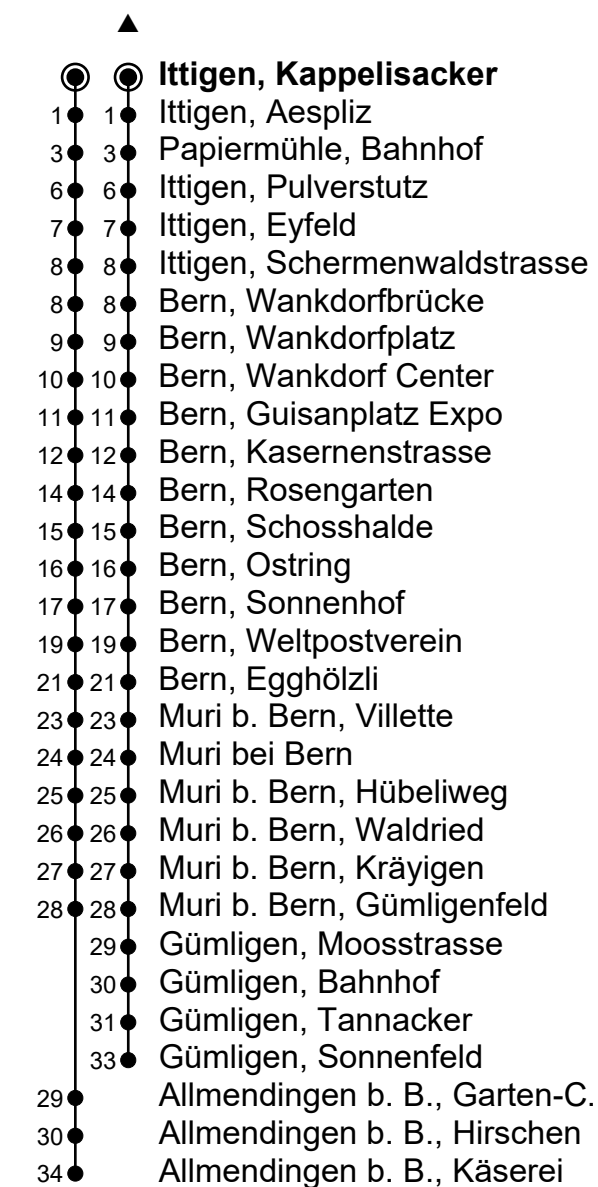 ▲
Ittigen, Kappelisacker
1 1 Ittigen, Aespliz
3 3 Papiermühle, Bahnhof
6 6 Ittigen, Pulverstutz
7 7 Ittigen, Eyfeld
8 8 Ittigen, Schermenwaldstrasse
8 8 Bern, Wankdorfbrücke
9 9 Bern, Wankdorfplatz
10 10 Bern, Wankdorf Center
11 11 Bern, Guisanplatz Expo
12 12 Bern, Kasernenstrasse
14 14 Bern, Rosengarten
15 15 Bern, Schosshalde
16 16 Bern, Ostring
17 17 Bern, Sonnenhof
19 19 Bern, Weltpostverein
21 21 Bern, Egghölzli
23 23 Muri b. Bern, Villette
24 24 Muri bei Bern
25 25 Muri b. Bern, Hübeliweg
26 26 Muri b. Bern, Waldried
27 27 Muri b. Bern, Kräyigen
28 28 Muri b. Bern, Gümligenfeld
29 Gümligen, Moosstrasse
30 Gümligen, Bahnhof
31 Gümligen, Tannacker
33 Gümligen, Sonnenfeld
29 Allmendingen b. B., Garten-C.
30 Allmendingen b. B., Hirschen
34 Allmendingen b. B., Käserei